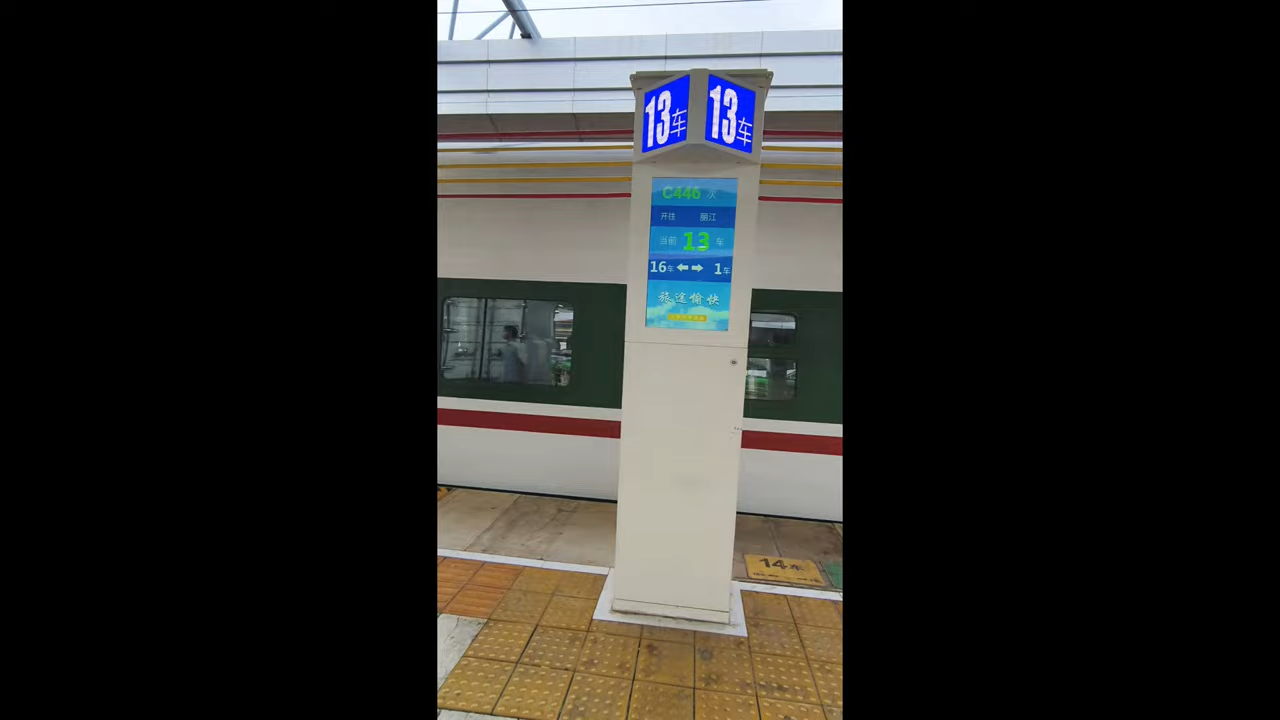 13车
13车
C446 次
开往 丽江
当前 13 车
16车 ⬅➡ 1车
旅途愉快
14车